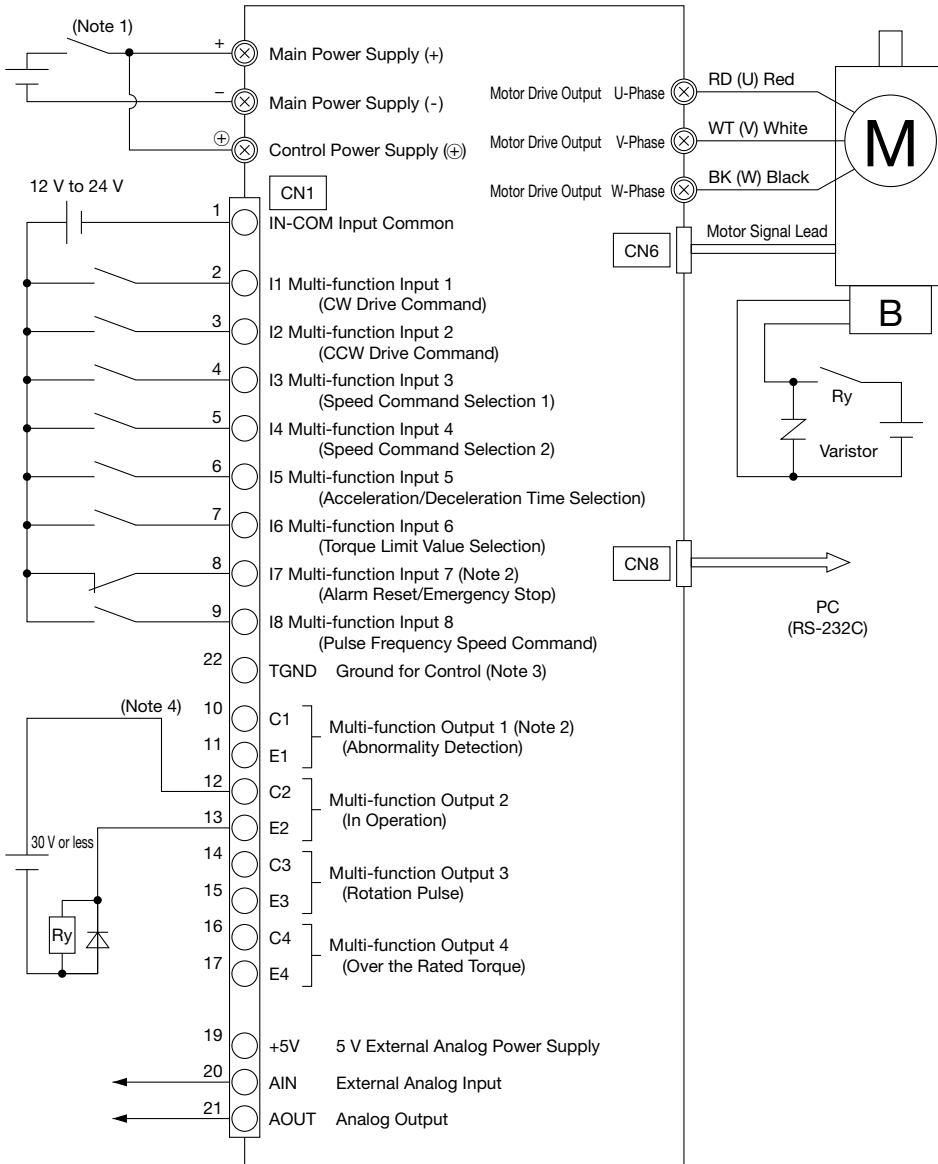 (Note 1)
+
Main Power Supply (+)
−
Main Power Supply (-)
⊕
Control Power Supply (⊕)
12 V to 24 V
CN1
1
IN-COM Input Common
2
I1 Multi-function Input 1
(CW Drive Command)
3
I2 Multi-function Input 2
(CCW Drive Command)
4
I3 Multi-function Input 3
(Speed Command Selection 1)
5
I4 Multi-function Input 4
(Speed Command Selection 2)
6
I5 Multi-function Input 5
(Acceleration/Deceleration Time Selection)
7
I6 Multi-function Input 6
(Torque Limit Value Selection)
8
I7 Multi-function Input 7 (Note 2)
(Alarm Reset/Emergency Stop)
9
I8 Multi-function Input 8
(Pulse Frequency Speed Command)
22
TGND Ground for Control (Note 3)
(Note 4)
10
C1
11
E1
Multi-function Output 1 (Note 2)
(Abnormality Detection)
12
C2
13
E2
Multi-function Output 2
(In Operation)
30 V or less
Ry
14
C3
15
E3
Multi-function Output 3
(Rotation Pulse)
16
C4
17
E4
Multi-function Output 4
(Over the Rated Torque)
19
+5V 5 V External Analog Power Supply
20
AIN External Analog Input
21
AOUT Analog Output
Motor Drive Output U-Phase
RD (U) Red
Motor Drive Output V-Phase
WT (V) White
Motor Drive Output W-Phase
BK (W) Black
M
CN6
Motor Signal Lead
B
Ry
Varistor
CN8
PC
(RS-232C)